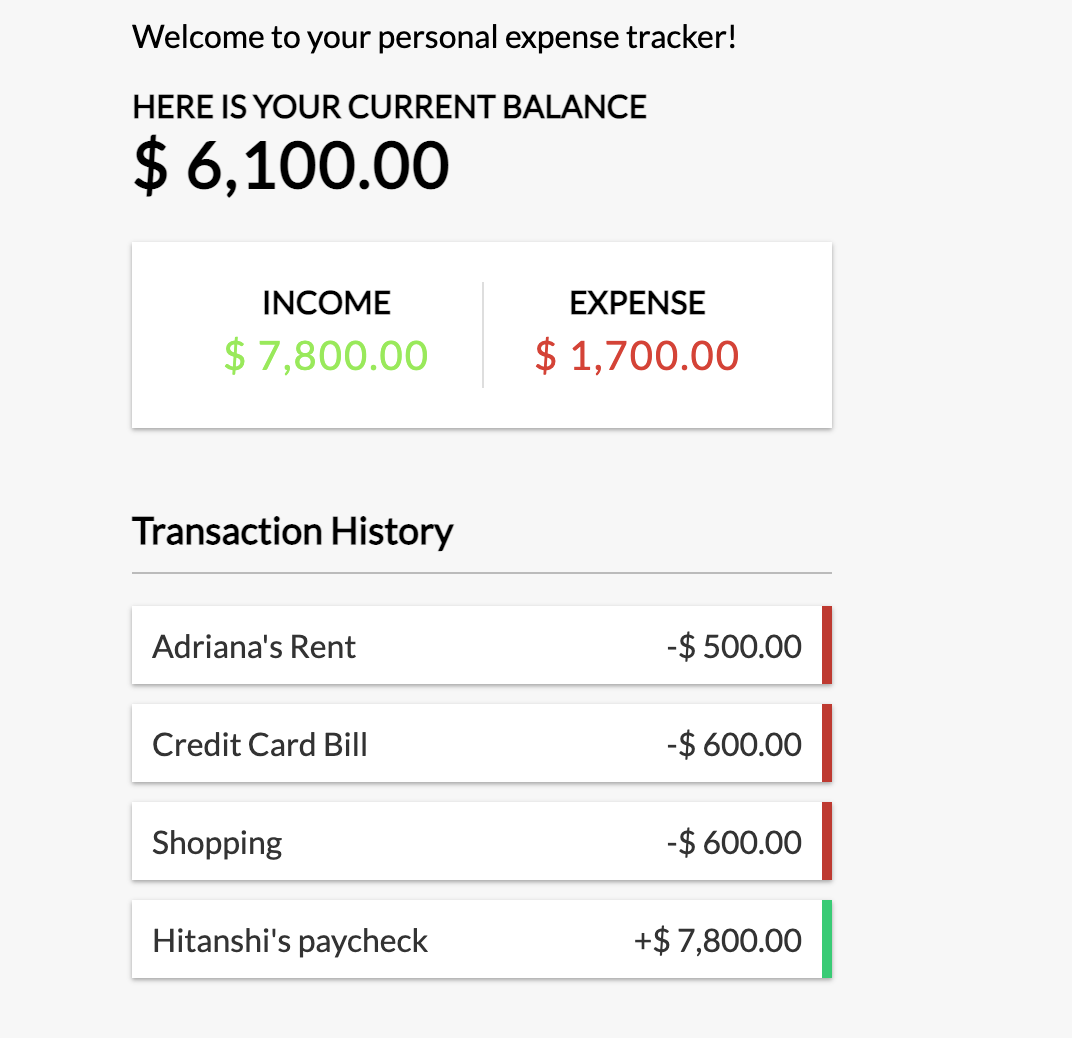 Welcome to your personal expense tracker!
HERE IS YOUR CURRENT BALANCE
$ 6,100.00
INCOME EXPENSE
$ 7,800.00 $ 1,700.00
Transaction History
Adriana's Rent -$ 500.00
Credit Card Bill -$ 600.00
Shopping -$ 600.00
Hitanshi's paycheck +$ 7,800.00